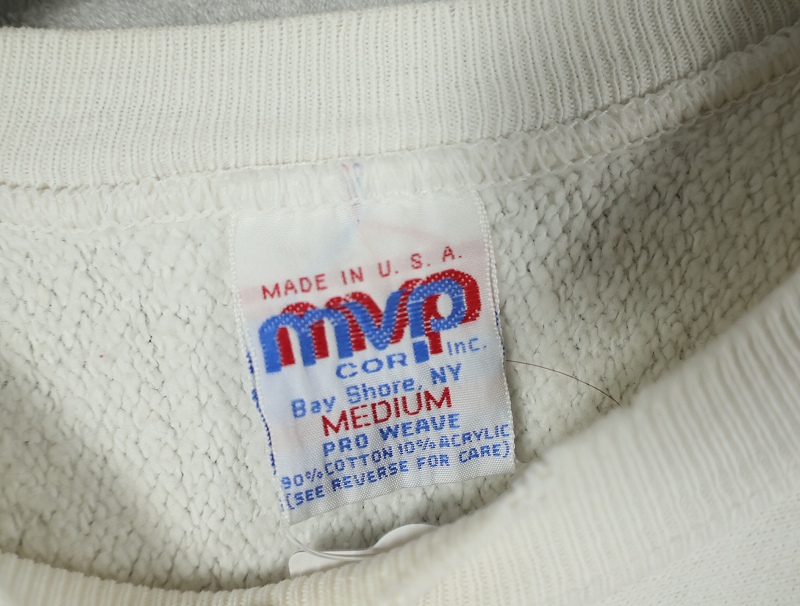 MADE IN U. S. A.
mvp
CORP Inc.
Bay Shore, NY
MEDIUM
PRO WEAVE
90% COTTON 10% ACRYLIC
(SEE REVERSE FOR CARE)